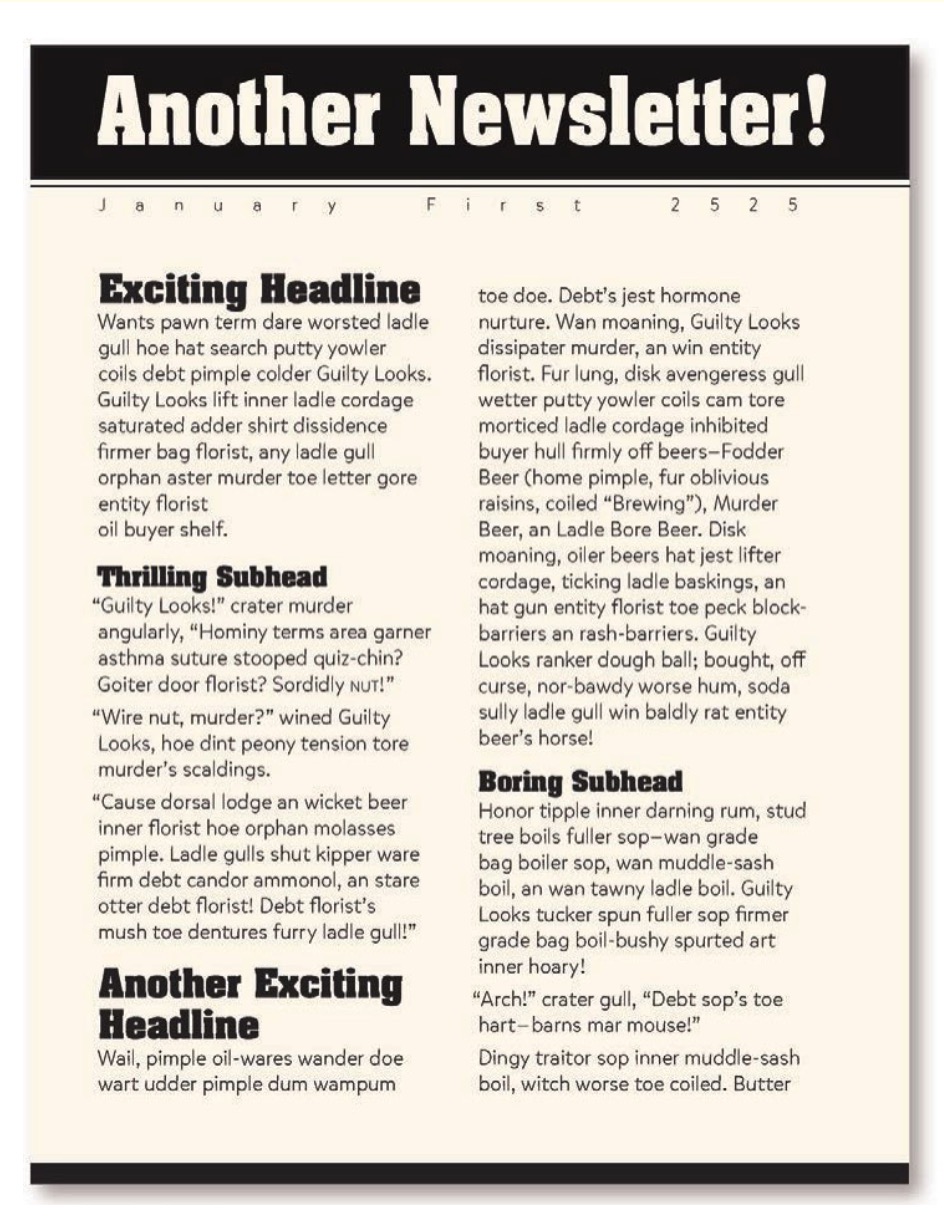 Another Newsletter!
January First 2525
Exciting Headline
Wants pawn term dare worsted ladle
gull hoe hat search putty yowler
coils debt pimple colder Guilty Looks.
Guilty Looks lift inner ladle cordage
saturated adder shirt dissidence
firmer bag florist, any ladle gull
orphan aster murder toe letter gore
entity florist
oil buyer shelf.
Thrilling Subhead
“Guilty Looks!” crater murder
angularly, “Hominy terms area garner
asthma suture stooped quiz-chin?
Goiter door florist? Sordidly NUT!”
“Wire nut, murder?” wined Guilty
Looks, hoe dint peony tension tore
murder’s scaldings.
“Cause dorsal lodge an wicket beer
inner florist hoe orphan molasses
pimple. Ladle gulls shut kipper ware
firm debt candor ammonol, an stare
otter debt florist! Debt florist’s
mush toe dentures furry ladle gull!”
Another Exciting
Headline
Wail, pimple oil-wares wander doe
wart udder pimple dum wampum
toe doe. Debt’s jest hormone
nurture. Wan moaning, Guilty Looks
dissipater murder, an win entity
florist. Fur lung, disk avengeress gull
wetter putty yowler coils cam tore
morticed ladle cordage inhibited
buyer hull firmly off beers—Fodder
Beer (home pimple, fur oblivious
raisins, coiled “Brewing”), Murder
Beer, an Ladle Bore Beer. Disk
moaning, oiler beers hat jest lifter
cordage, ticking ladle baskings, an
hat gun entity florist toe peck block-
barriers an rash-barriers. Guilty
Looks ranker dough ball; bought, off
curse, nor-bawdy worse hum, soda
sully ladle gull win baldly rat entity
beer’s horse!
Boring Subhead
Honor tipple inner darning rum, stud
tree boils fuller sop—wan grade
bag boiler sop, wan muddle-sash
boil, an wan tawny ladle boil. Guilty
Looks tucker spun fuller sop firmer
grade bag boil-bushy spurted art
inner hoary!
“Arch!” crater gull, “Debt sop’s toe
hart—barns mar mouse!”
Dingy traitor sop inner muddle-sash
boil, witch worse toe coiled. Butter